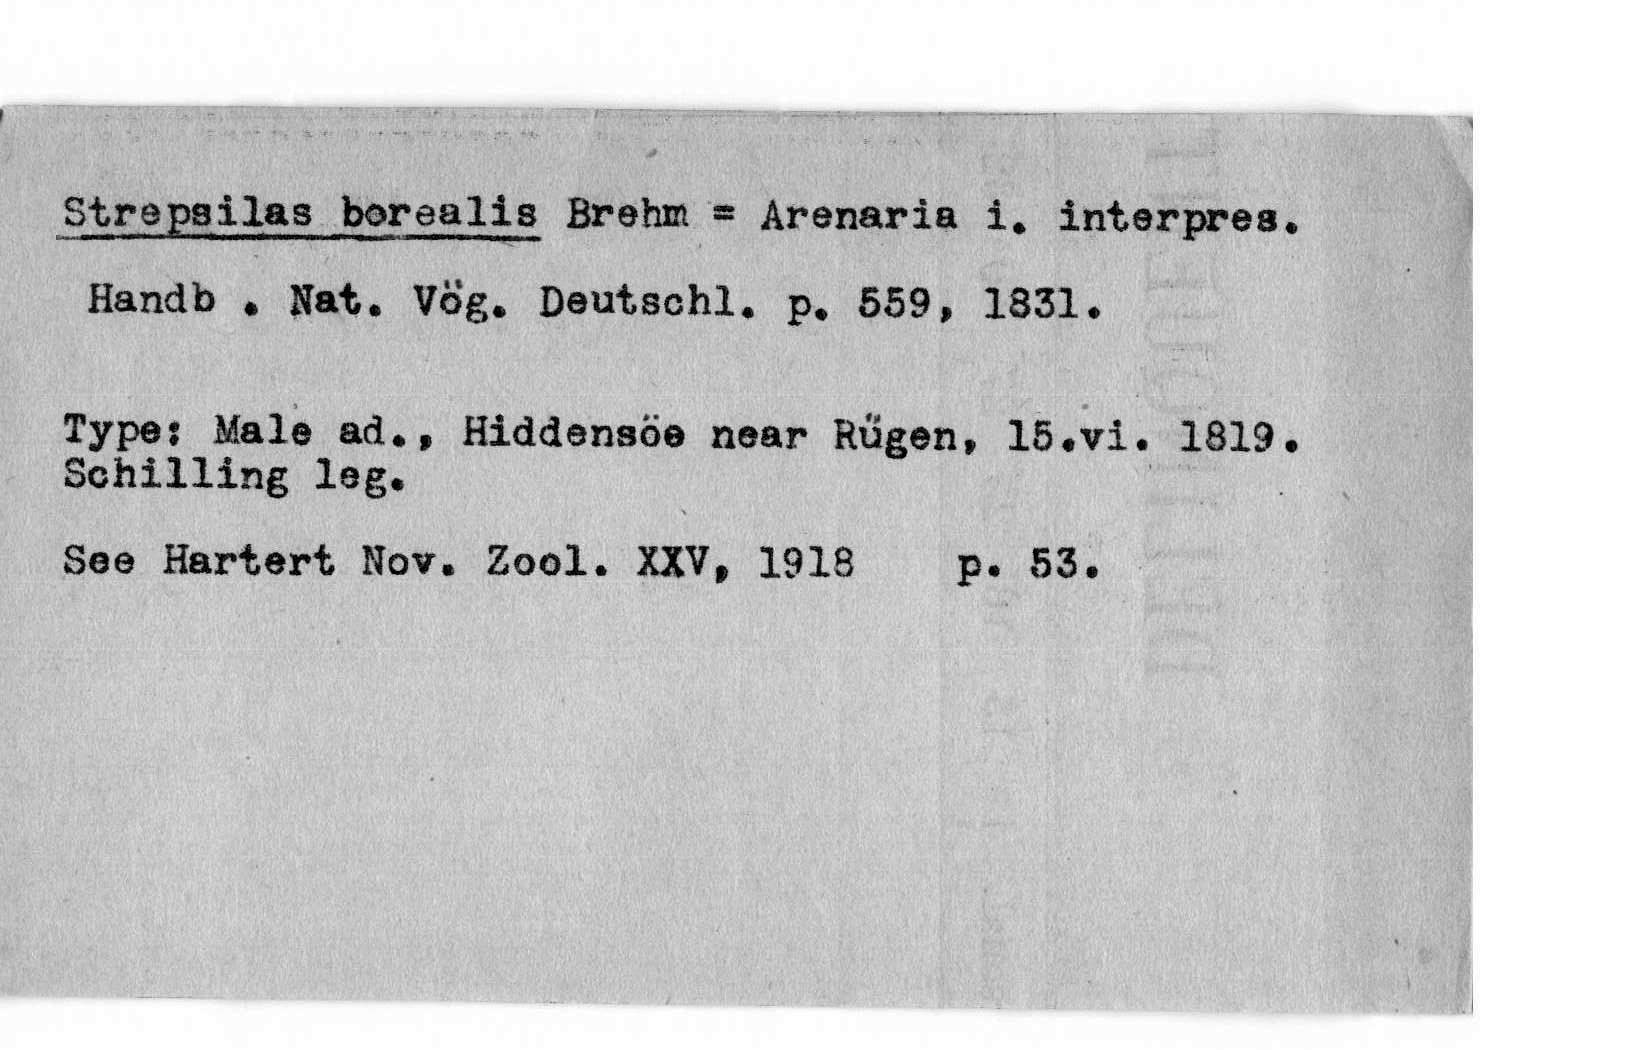 Strepsilas borealis Brehm = Arenaria i. interpres.
Handb . Nat. Vög. Deutschl. p. 559, 1831.
Type: Male ad., Hiddensöe near Rügen, 15.vi. 1819.
Schilling leg.
See Hartert Nov. Zool. XXV, 1918 p. 53.